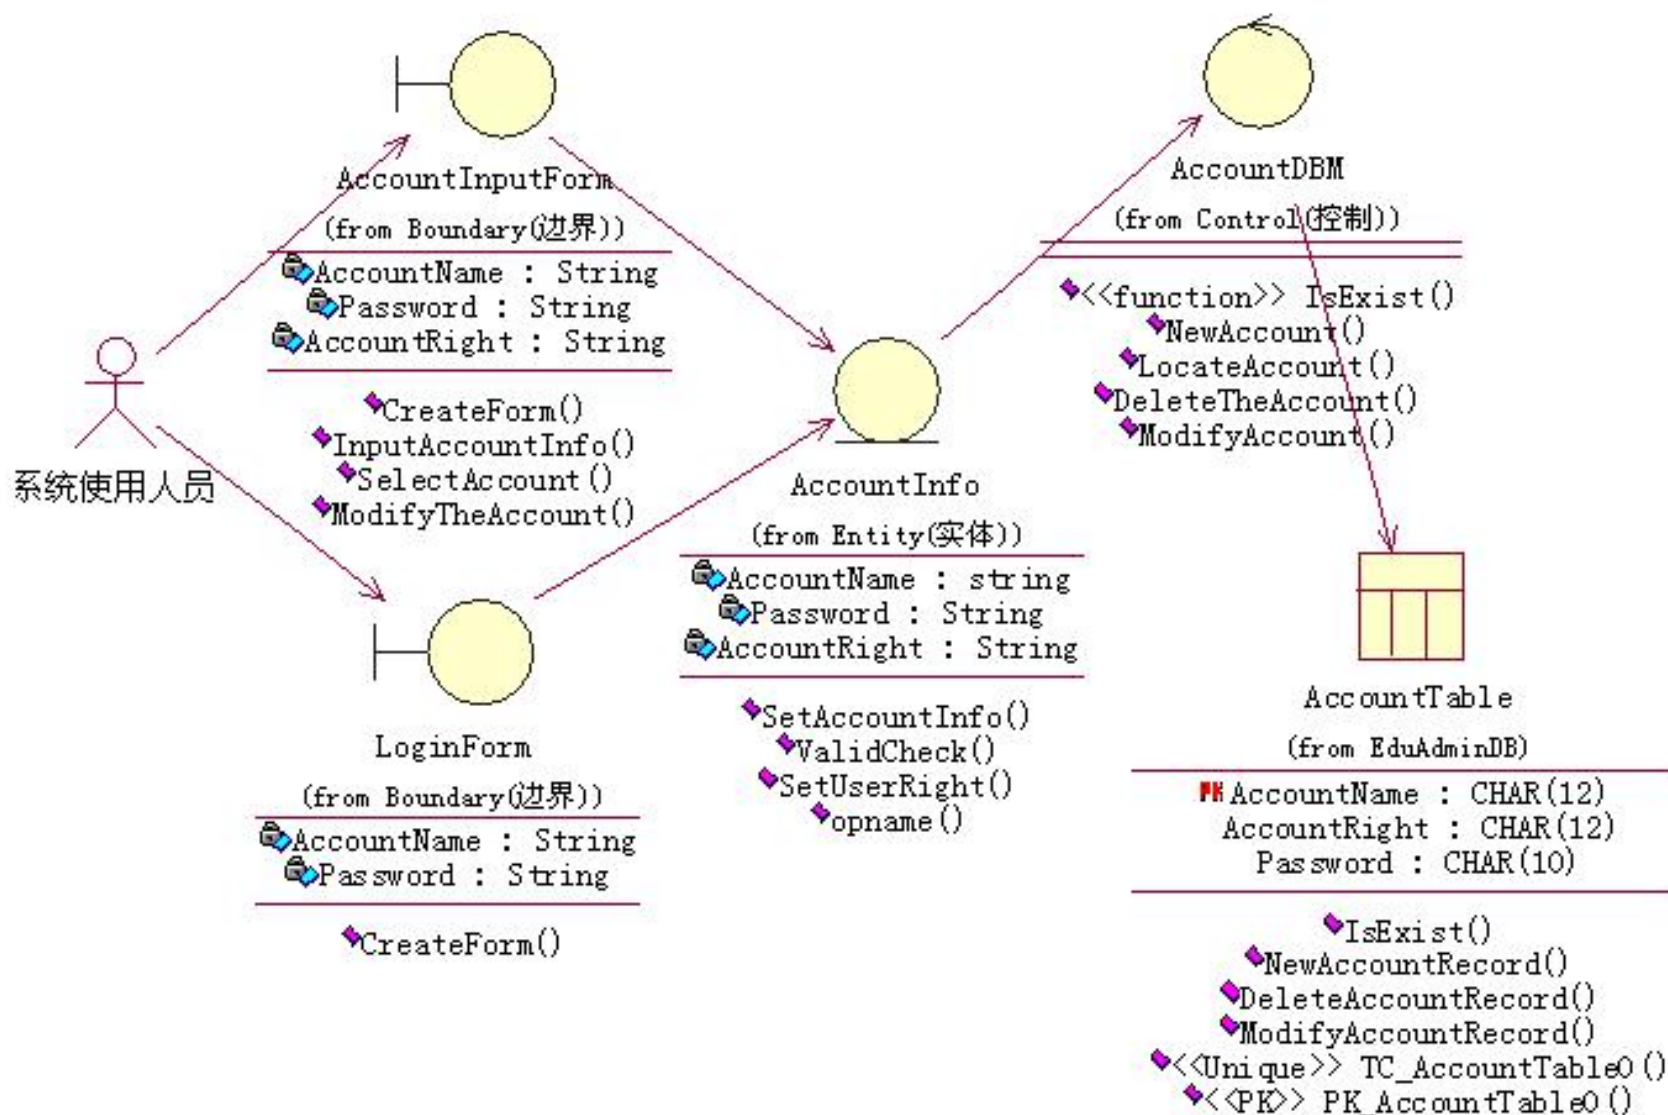 AccountInputForm
(from Boundary(边界))
AccountName : String
Password : String
AccountRight : String
CreateForm()
InputAccountInfo()
SelectAccount()
ModifyTheAccount()
系统使用人员
LoginForm
(from Boundary(边界))
AccountName : String
Password : String
CreateForm()
AccountInfo
(from Entity(实体))
AccountName : string
Password : String
AccountRight : String
SetAccountInfo()
ValidCheck()
SetUserRight()
opname()
AccountDBM
(from Control(控制))
<<function>> IsExist()
NewAccount()
LocateAccount()
DeleteTheAccount()
ModifyAccount()
AccountTable
(from EduAdminDB)
PK AccountName : CHAR(12)
AccountRight : CHAR(12)
Password : CHAR(10)
IsExist()
NewAccountRecord()
DeleteAccountRecord()
ModifyAccountRecord()
<<Unique>> TC_AccountTable0()
<<PK>> PK_AccountTable0()